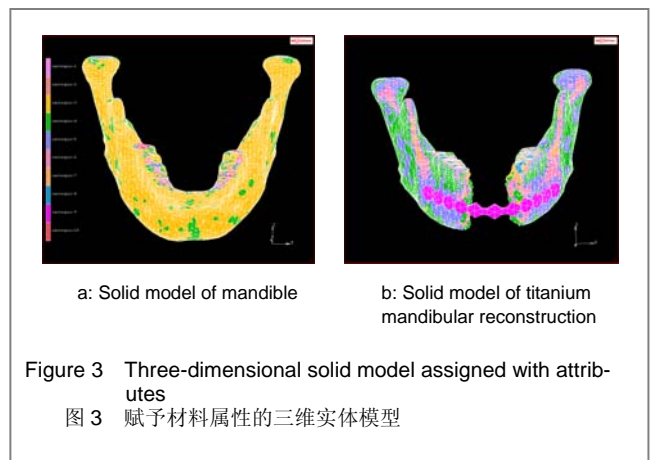 a: Solid model of mandible
b: Solid model of titanium
mandibular reconstruction
Figure 3 Three-dimensional solid model assigned with attrib-
utes
图 3 赋予材料属性的三维实体模型